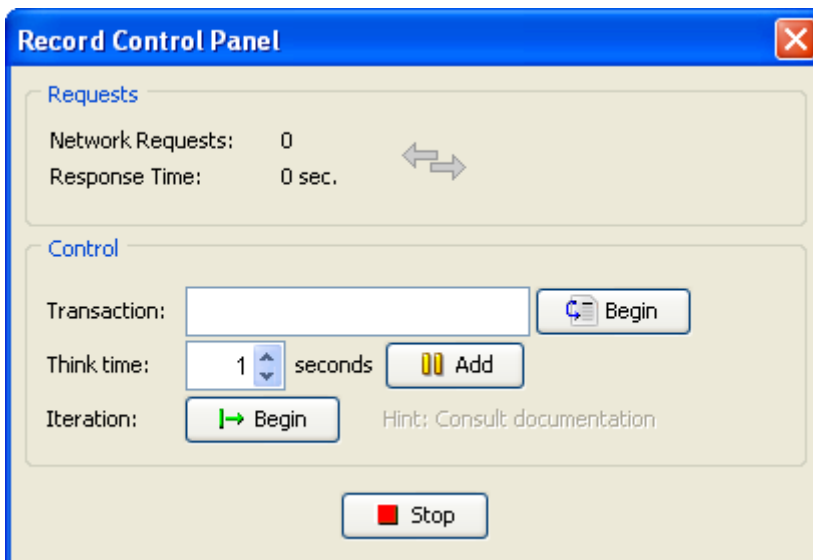 Record Control Panel
Requests
Network Requests: 0
Response Time: 0 sec.
Control
Transaction: Begin
Think time: 1 seconds Add
Iteration: Begin Hint: Consult documentation
Stop